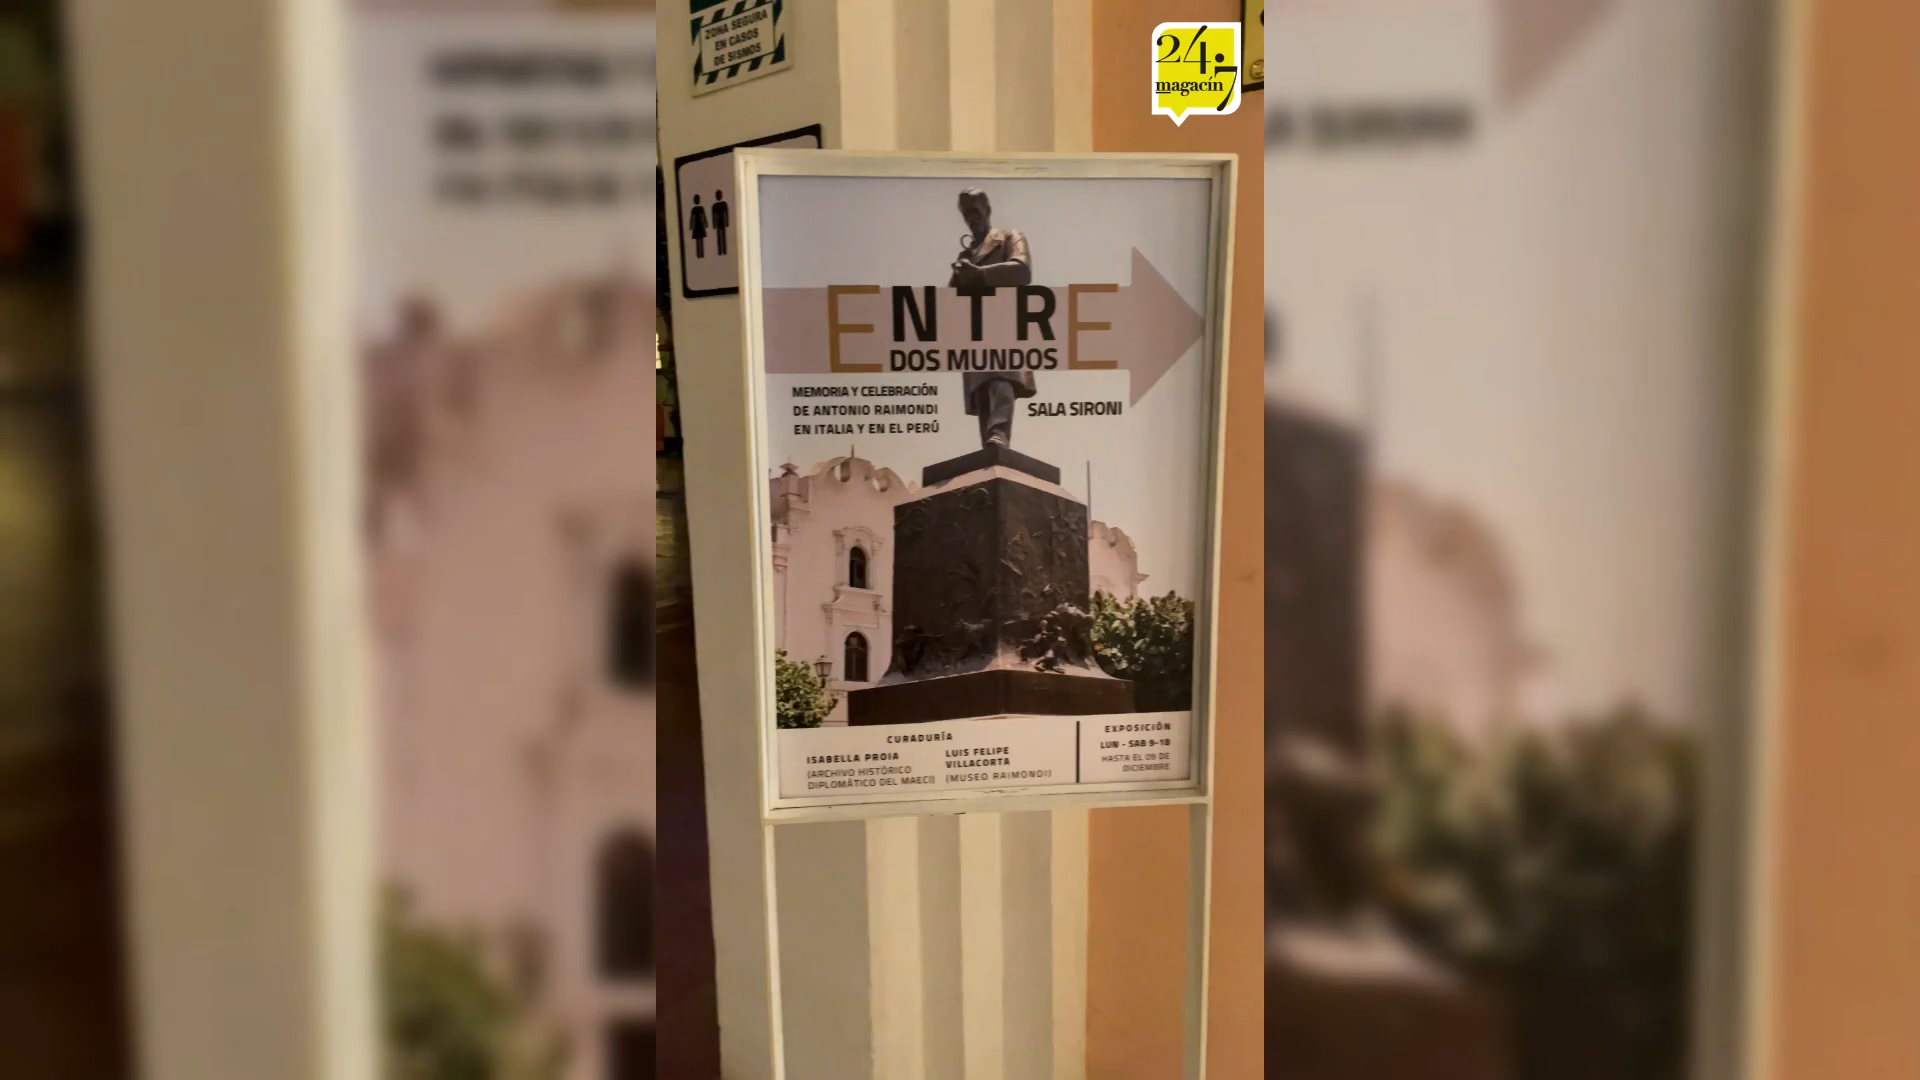 ZONA SEGURA
EN CASOS
DE SISMOS
24.7
magacín
ENTRE
DOS MUNDOS
MEMORIA Y CELEBRACIÓN
DE ANTONIO RAIMONDI
EN ITALIA Y EN EL PERÚ
SALA SIRONI
CURADURÍA
ISABELLA PROIA
(ARCHIVO HISTÓRICO
DIPLOMÁTICO DEL MAECI)
LUIS FELIPE
VILLACORTA
(MUSEO RAIMONDI)
EXPOSICIÓN
LUN - SAB 9-18
HASTA EL 09 DE
DICIEMBRE